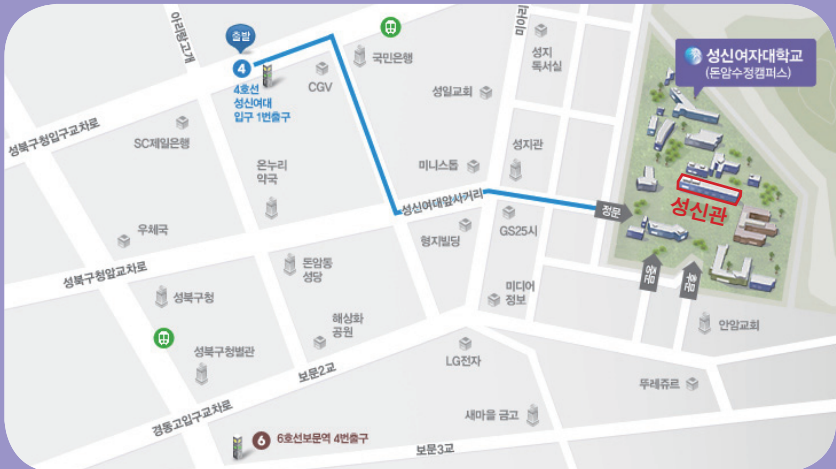 아리랑고개
출발
4
4호선
성신여대
입구 1번출구
CGV
국민은행
미아리
성지
독서실
성신여자대학교
(돈암수정캠퍼스)
성일교회
성북구청입구교차로
SC제일은행
온누리
약국
미니스톱
성지관
성신관
성신여대앞사거리
정문
우체국
형지빌딩
GS25시
성북구청앞교차로
돈암동
성당
성북구청
미디어
정보
해상화
공원
안암교회
성북구청별관
LG전자
보문2교
뚜레쥬르
경동고입구교차로
새마을 금고
6
6호선보문역 4번출구
보문3교